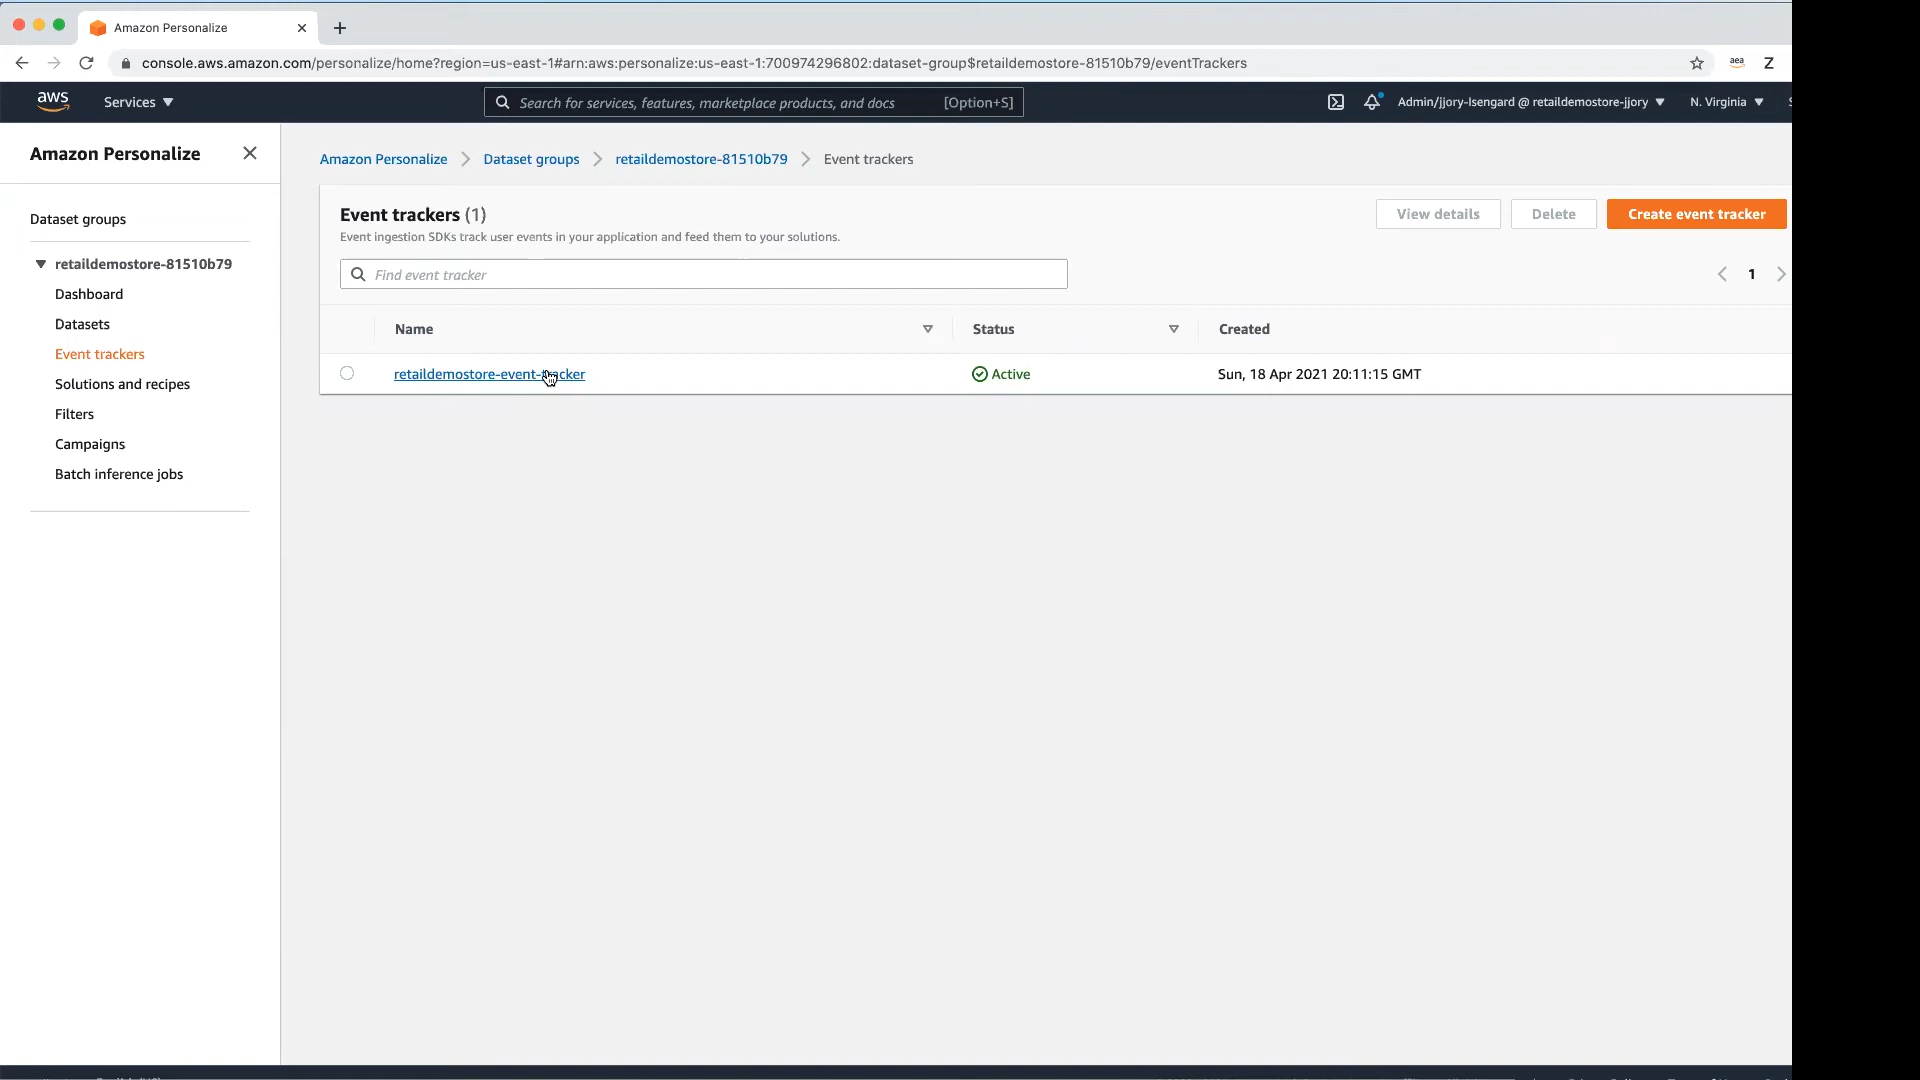 Amazon Personalize
console.aws.amazon.com/personalize/home?region=us-east-1#arn:aws:personalize:us-east-1:700974296802:dataset-group$retaildemostore-81510b79/eventTrackers
aea
Z
aws
Services
Search for services, features, marketplace products, and docs [Option+S]
Admin/jjory-Isengard @ retaildemostore-jjory
N. Virginia
Amazon Personalize
Dataset groups
retaildemostore-81510b79
Dashboard
Datasets
Event trackers
Solutions and recipes
Filters
Campaigns
Batch inference jobs
Amazon Personalize
Dataset groups
retaildemostore-81510b79
Event trackers
Event trackers (1)
Event ingestion SDKs track user events in your application and feed them to your solutions.
View details
Delete
Create event tracker
Find event tracker
1
Name Status Created
retaildemostore-event-tracker Active Sun, 18 Apr 2021 20:11:15 GMT